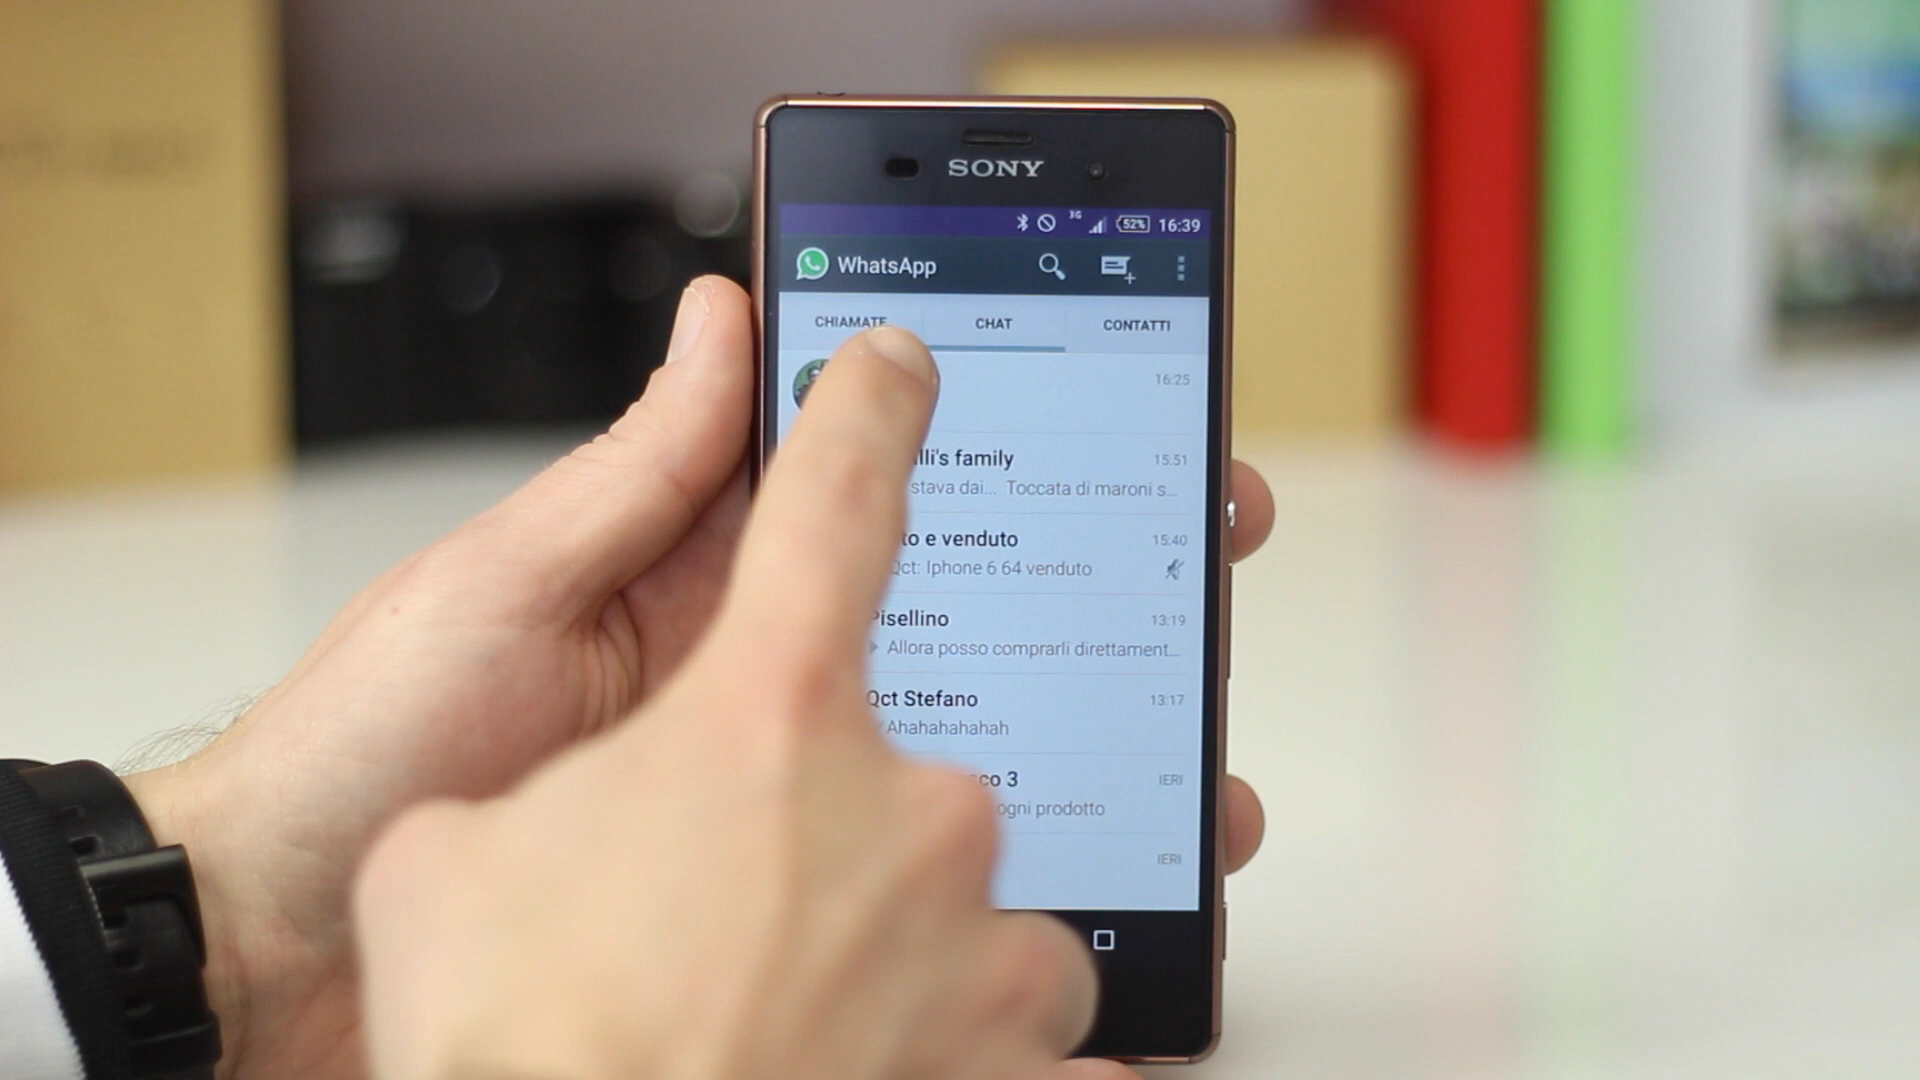 SONY
3G 52% 16:39
WhatsApp
CHIAMATE CHAT CONTATTI
16:25
lli's family 15:51
stava dai... Toccata di maroni s...
to e venduto 15:40
Qct: Iphone 6 64 venduto
Pisellino 13:19
Allora posso comprarli direttament...
Qct Stefano 13:17
Ahahahahahah
co 3 IERI
ogni prodotto
IERI